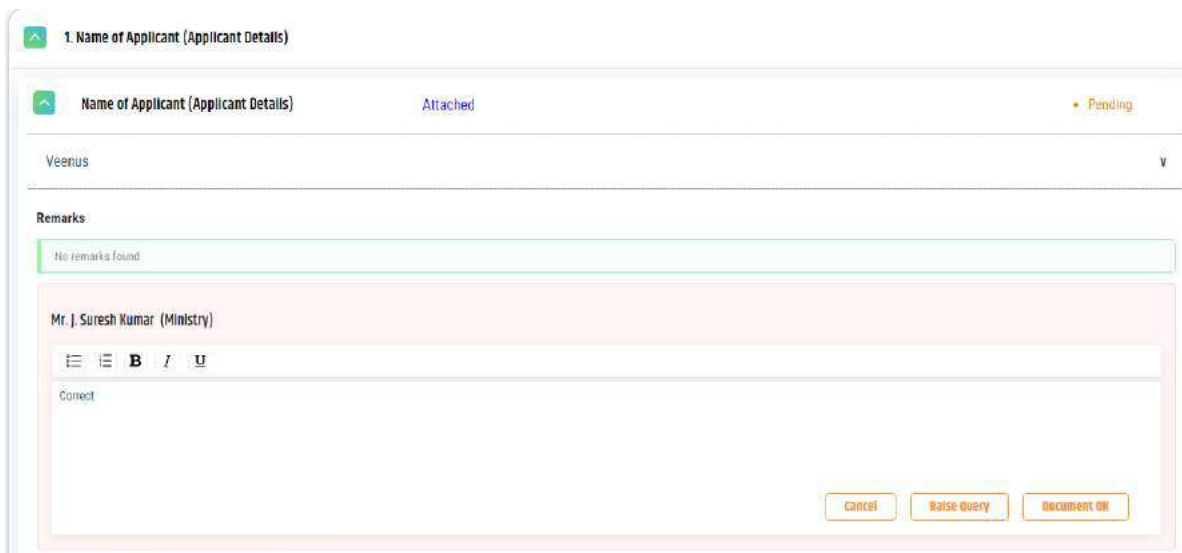 1. Name of Applicant (Applicant Details)
Name of Applicant (Applicant Details) Attached • Pending
Veenus v
Remarks
No remarks found
Mr. J. Suresh Kumar (Ministry)
B I U
Correct
Cancel Raise Query Document OK